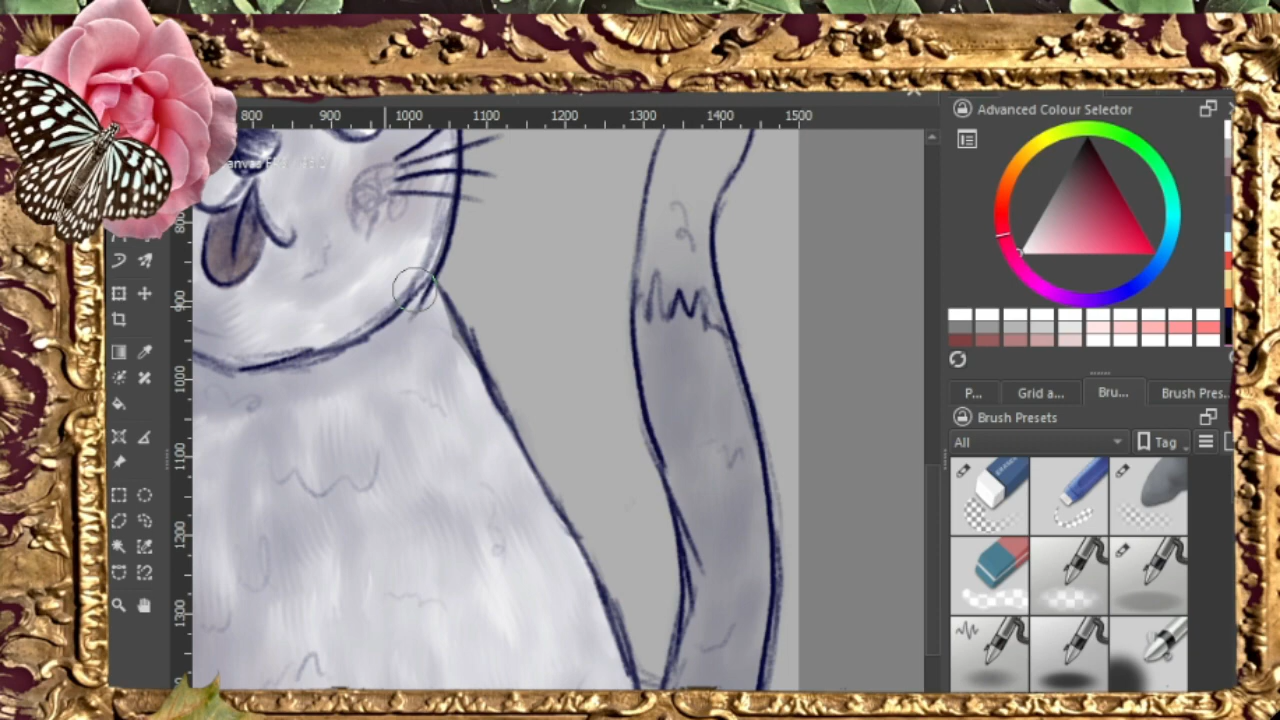 800 900 1000 1100 1200 1300 1400 1500
Advanced Colour Selector
800
900
1000
1100
1200
1300
P... Grid a... Bru... Brush Pres..
Brush Presets
All Tag